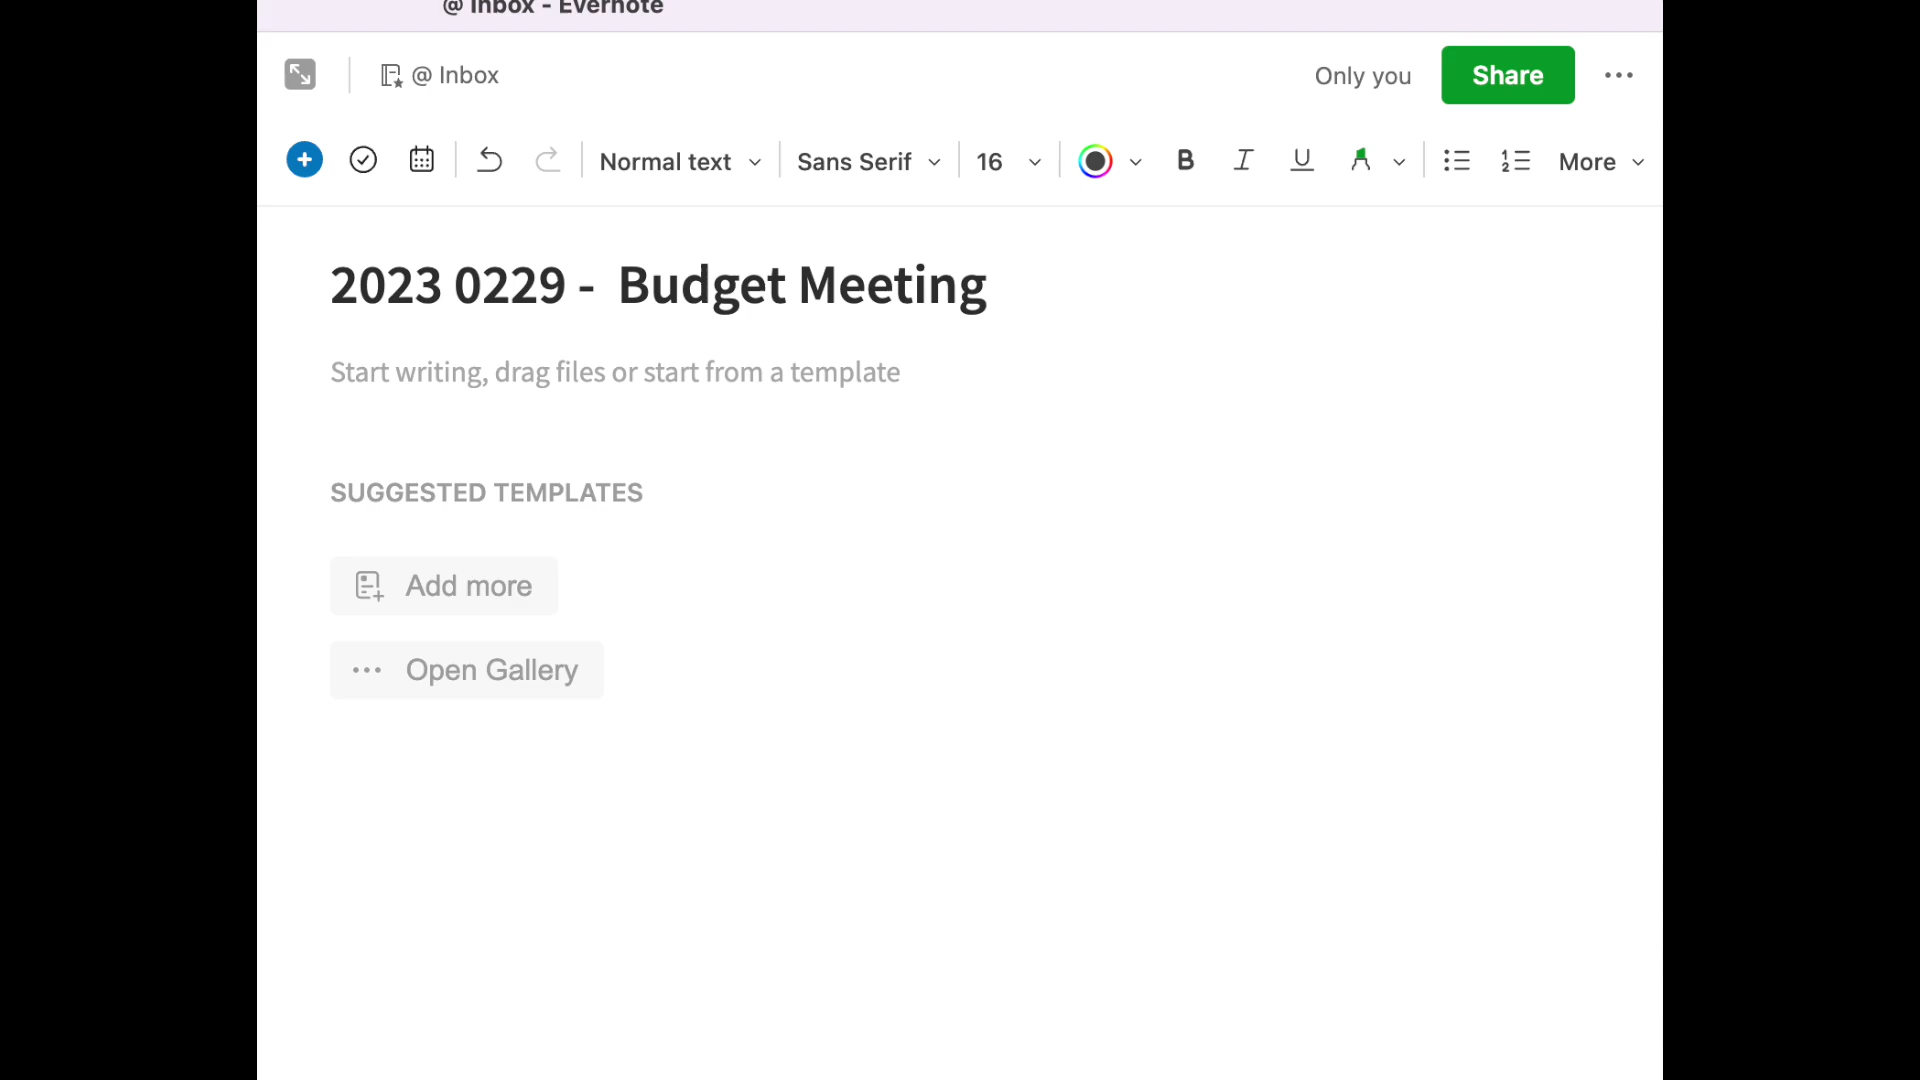 @ Inbox - Evernote
@ Inbox
Only you
Share
Normal text
Sans Serif
16
B
I
U
More
2023 0229 -  Budget Meeting
Start writing, drag files or start from a template
SUGGESTED TEMPLATES
Add more
Open Gallery